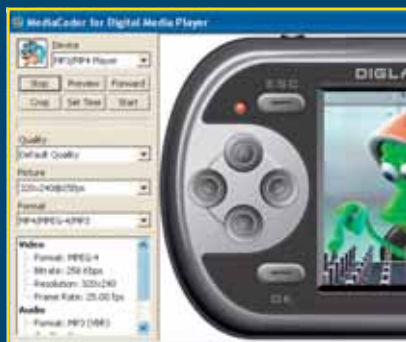 MediaCoder for Digital Media Player
Device
MP3/MP4 Player
Stop Preview Forward
Crop Set Time Start
Quality
Default Quality
Picture
320x240@25fps
Format
MP4/MPEG-4/MP3
Video
Format: MPEG-4
Bitrate: 256 Kbps
Resolution: 320x240
Frame Rate: 25.00 fps
Audio
Format: MP3 (VBR)
ESC
DIGLA
OK